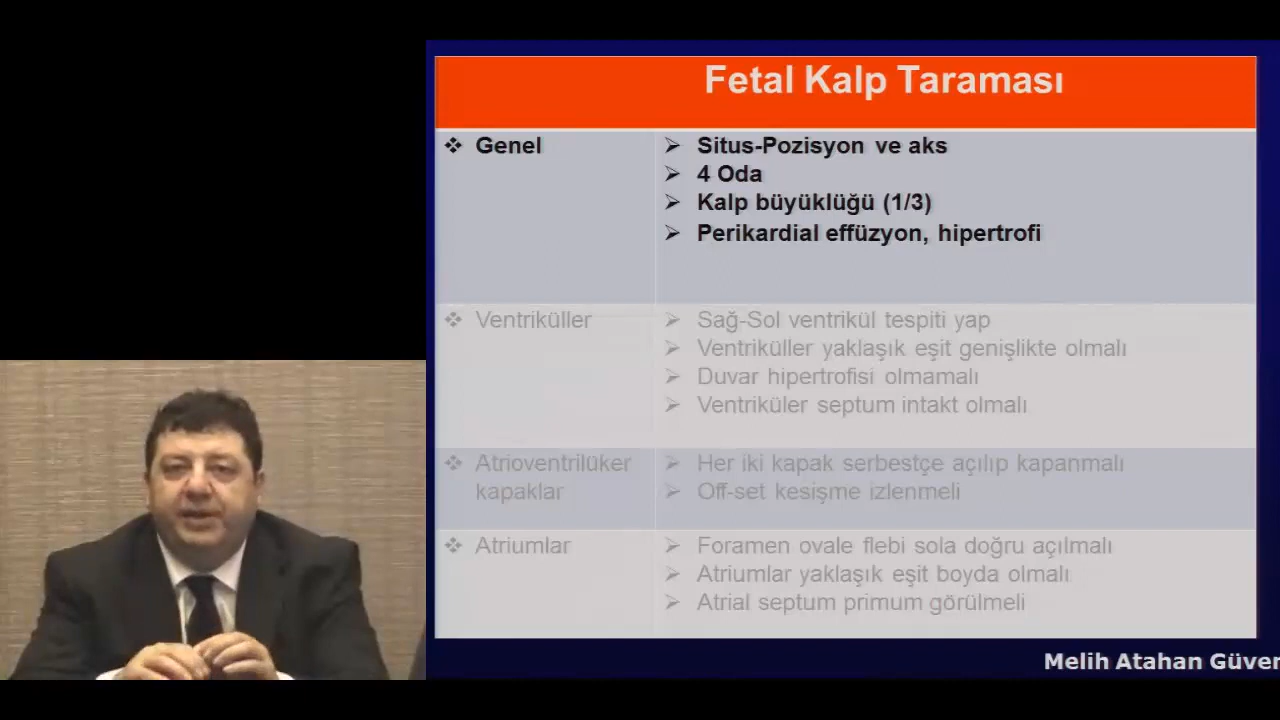 Fetal Kalp Taraması
❖ Genel
➢ Situs-Pozisyon ve aks
➢ 4 Oda
➢ Kalp büyüklüğü (1/3)
➢ Perikardial effüzyon, hipertrofi
❖ Ventriküller
➢ Sağ-Sol ventrikül tespiti yap
➢ Ventriküller yaklaşık eşit genişlikte olmalı
➢ Duvar hipertrofisi olmamalı
➢ Ventriküler septum intakt olmalı
❖ Atrioventrilüker
kapaklar
➢ Her iki kapak serbestçe açılıp kapanmalı
➢ Off-set kesişme izlenmeli
❖ Atriumlar
➢ Foramen ovale flebi sola doğru açılmalı
➢ Atriumlar yaklaşık eşit boyda olmalı
➢ Atrial septum primum görülmeli
Melih Atahan Güven